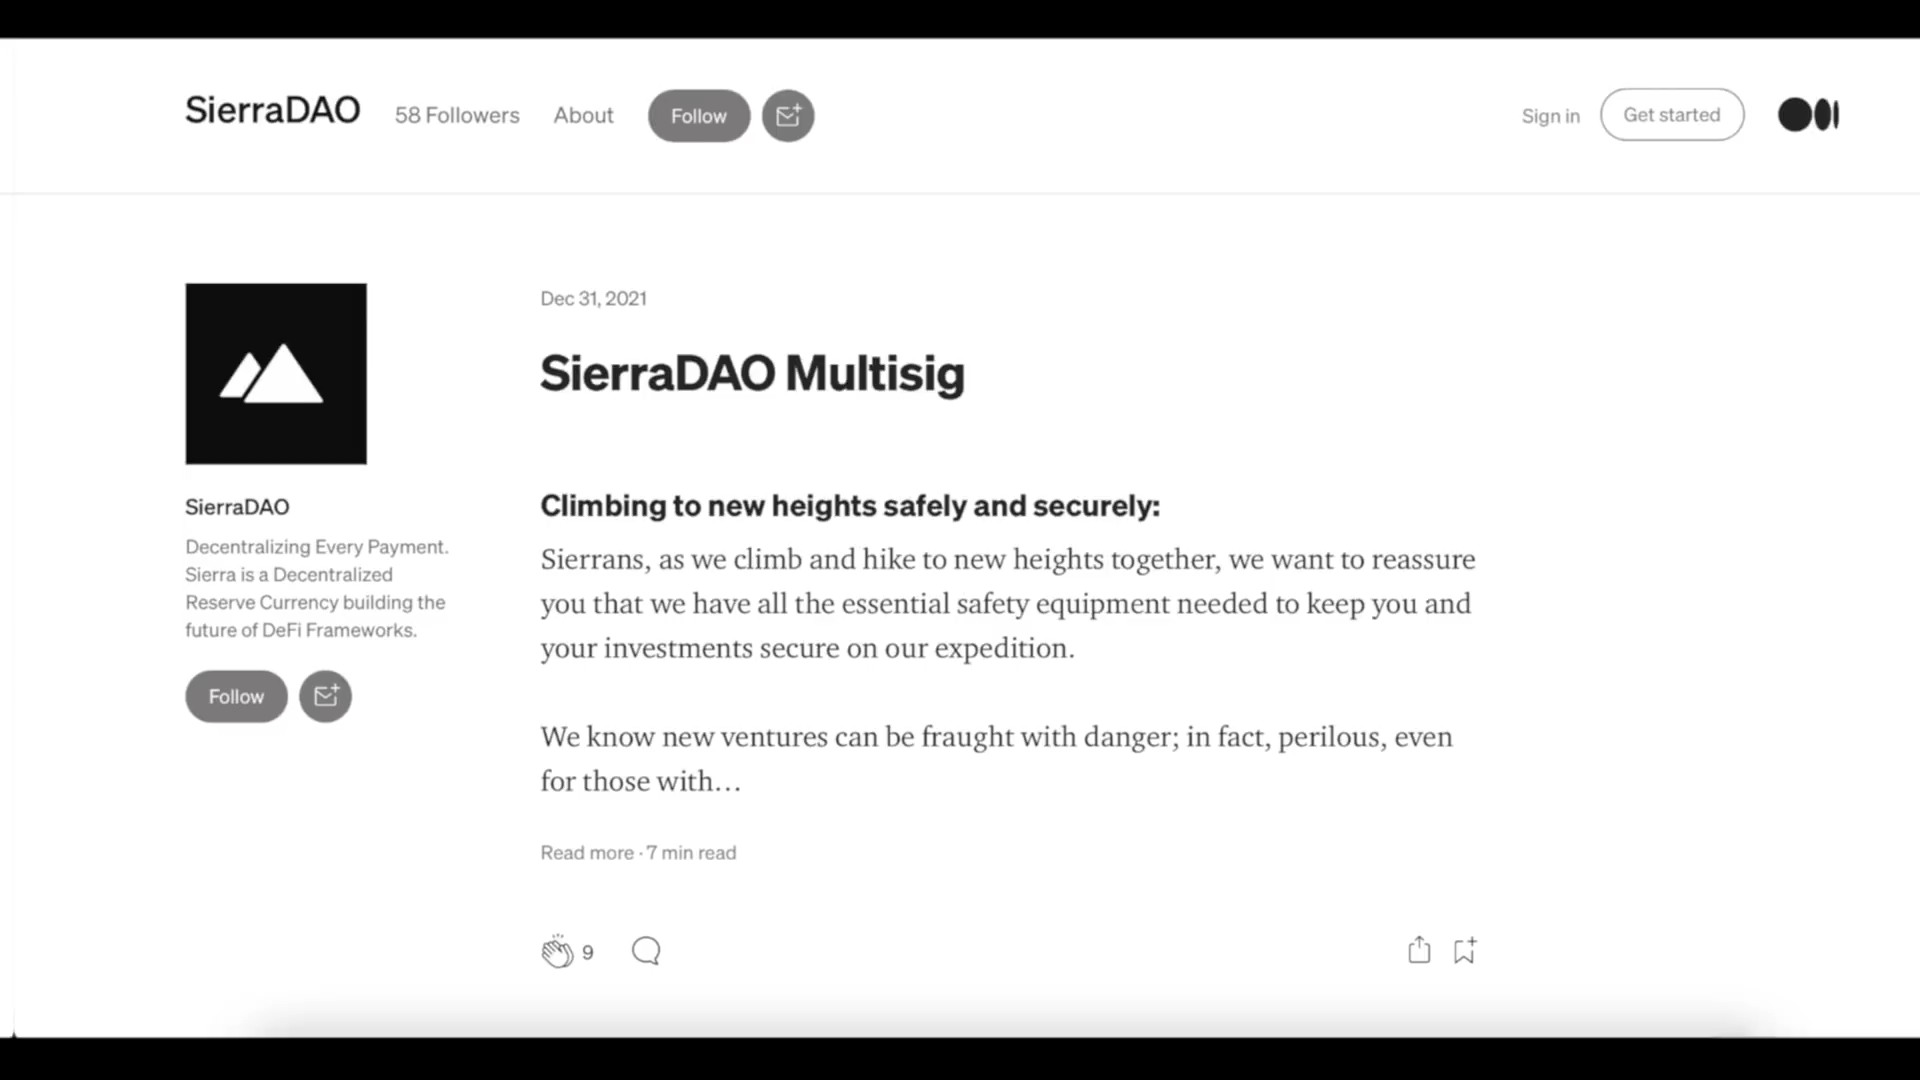 SierraDAO 58 Followers About Follow Sign in Get started
Dec 31, 2021
SierraDAO Multisig
Climbing to new heights safely and securely:
Sierrans, as we climb and hike to new heights together, we want to reassure
you that we have all the essential safety equipment needed to keep you and
your investments secure on our expedition.
We know new ventures can be fraught with danger; in fact, perilous, even
for those with…
Read more · 7 min read
9
SierraDAO
Decentralizing Every Payment.
Sierra is a Decentralized
Reserve Currency building the
future of DeFi Frameworks.
Follow